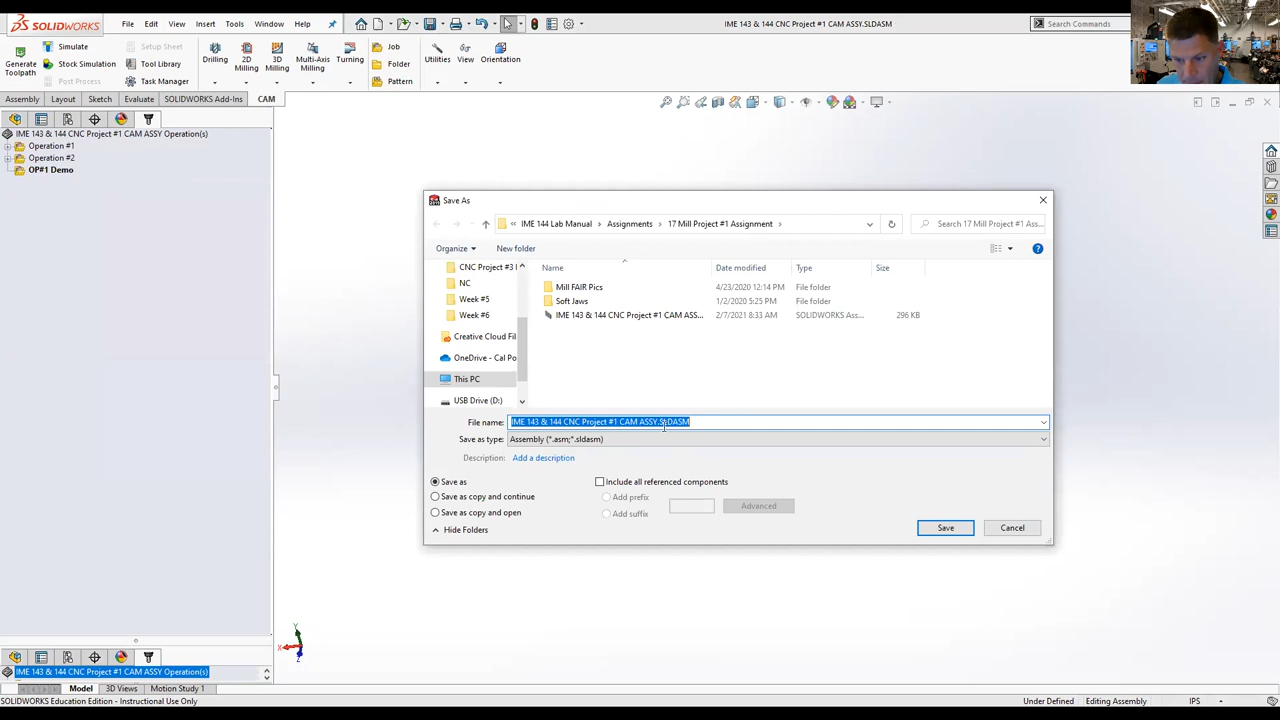 SOLIDWORKS File Edit View Insert Tools Window Help IME 143 & 144 CNC Project #1 CAM ASSY.SLDASM Search Commands
Generate Toolpath Simulate Stock Simulation Post Process Setup Sheet Tool Library Task Manager Drilling 2D Milling 3D Milling Multi-Axis Milling Turning Job Folder Pattern Utilities View Orientation
Assembly Layout Sketch Evaluate SOLIDWORKS Add-Ins CAM
IME 143 & 144 CNC Project #1 CAM ASSY Operation(s)
Operation #1
Operation #2
OP#1 Demo
Save As
« IME 144 Lab Manual Assignments 17 Mill Project #1 Assignment Search 17 Mill Project #1 Ass...
Organize New folder
Name Date modified Type Size
CNC Project #3
NC
Week #5
Week #6
Creative Cloud Fil
OneDrive - Cal Po
This PC
USB Drive (D:)
Mill FAIR Pics 4/23/2020 12:14 PM File folder
Soft Jaws 1/2/2020 5:25 PM File folder
IME 143 & 144 CNC Project #1 CAM ASS... 2/7/2021 8:33 AM SOLIDWORKS Ass... 296 KB
File name: IME 143 & 144 CNC Project #1 CAM ASSY.SLDASM
Save as type: Assembly (*.asm;*.sldasm)
Description: Add a description
Save as
Save as copy and continue
Save as copy and open
Include all referenced components
Add prefix
Add suffix
Advanced
Hide Folders
Save Cancel
Y
X
Z
IME 143 & 144 CNC Project #1 CAM ASSY Operation(s)
Model 3D Views Motion Study 1
SOLIDWORKS Education Edition - Instructional Use Only Under Defined Editing Assembly IPS